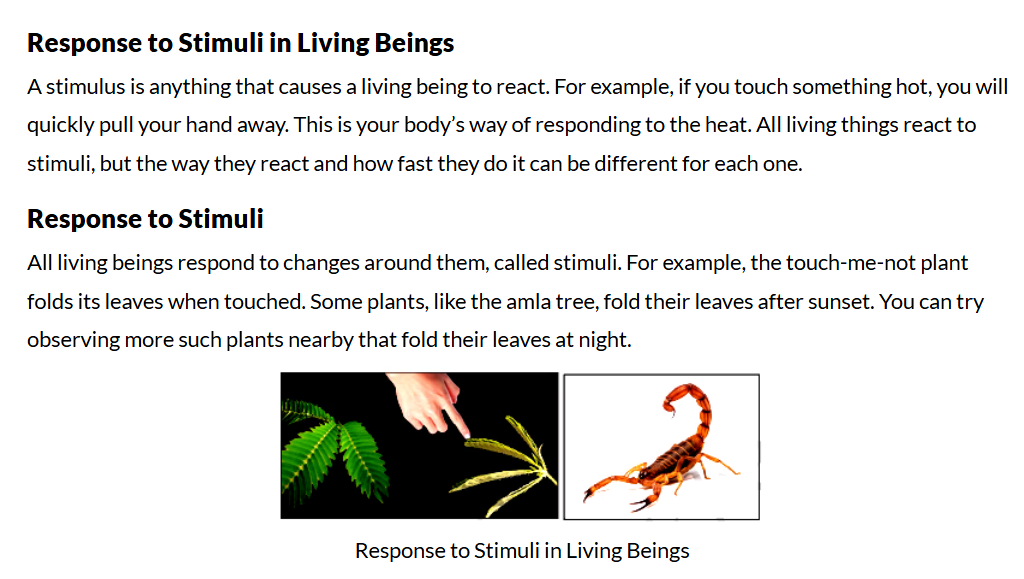 Response to Stimuli in Living Beings
A stimulus is anything that causes a living being to react. For example, if you touch something hot, you will
quickly pull your hand away. This is your body’s way of responding to the heat. All living things react to
stimuli, but the way they react and how fast they do it can be different for each one.
Response to Stimuli
All living beings respond to changes around them, called stimuli. For example, the touch-me-not plant
folds its leaves when touched. Some plants, like the amla tree, fold their leaves after sunset. You can try
observing more such plants nearby that fold their leaves at night.
Response to Stimuli in Living Beings